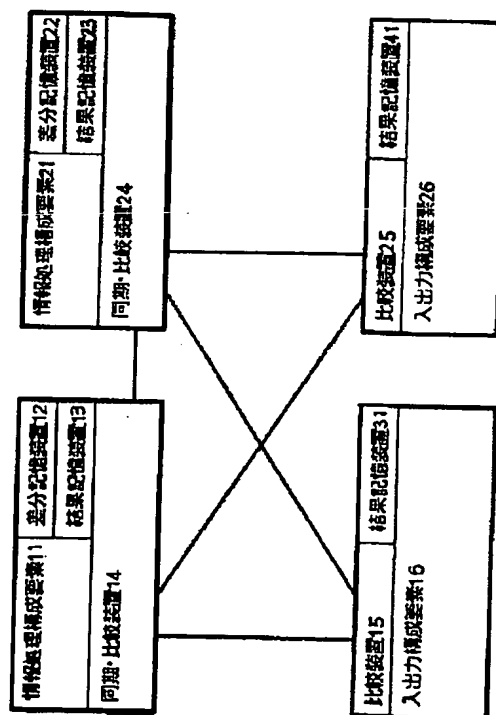 情報処理構成要素11
差分記憶装置12
結果記憶装置13
同期・比較装置14
情報処理構成要素21
差分記憶装置22
結果記憶装置23
同期・比較装置24
比較装置15
結果記憶装置31
入出力構成要素16
比較装置25
結果記憶装置41
入出力構成要素26